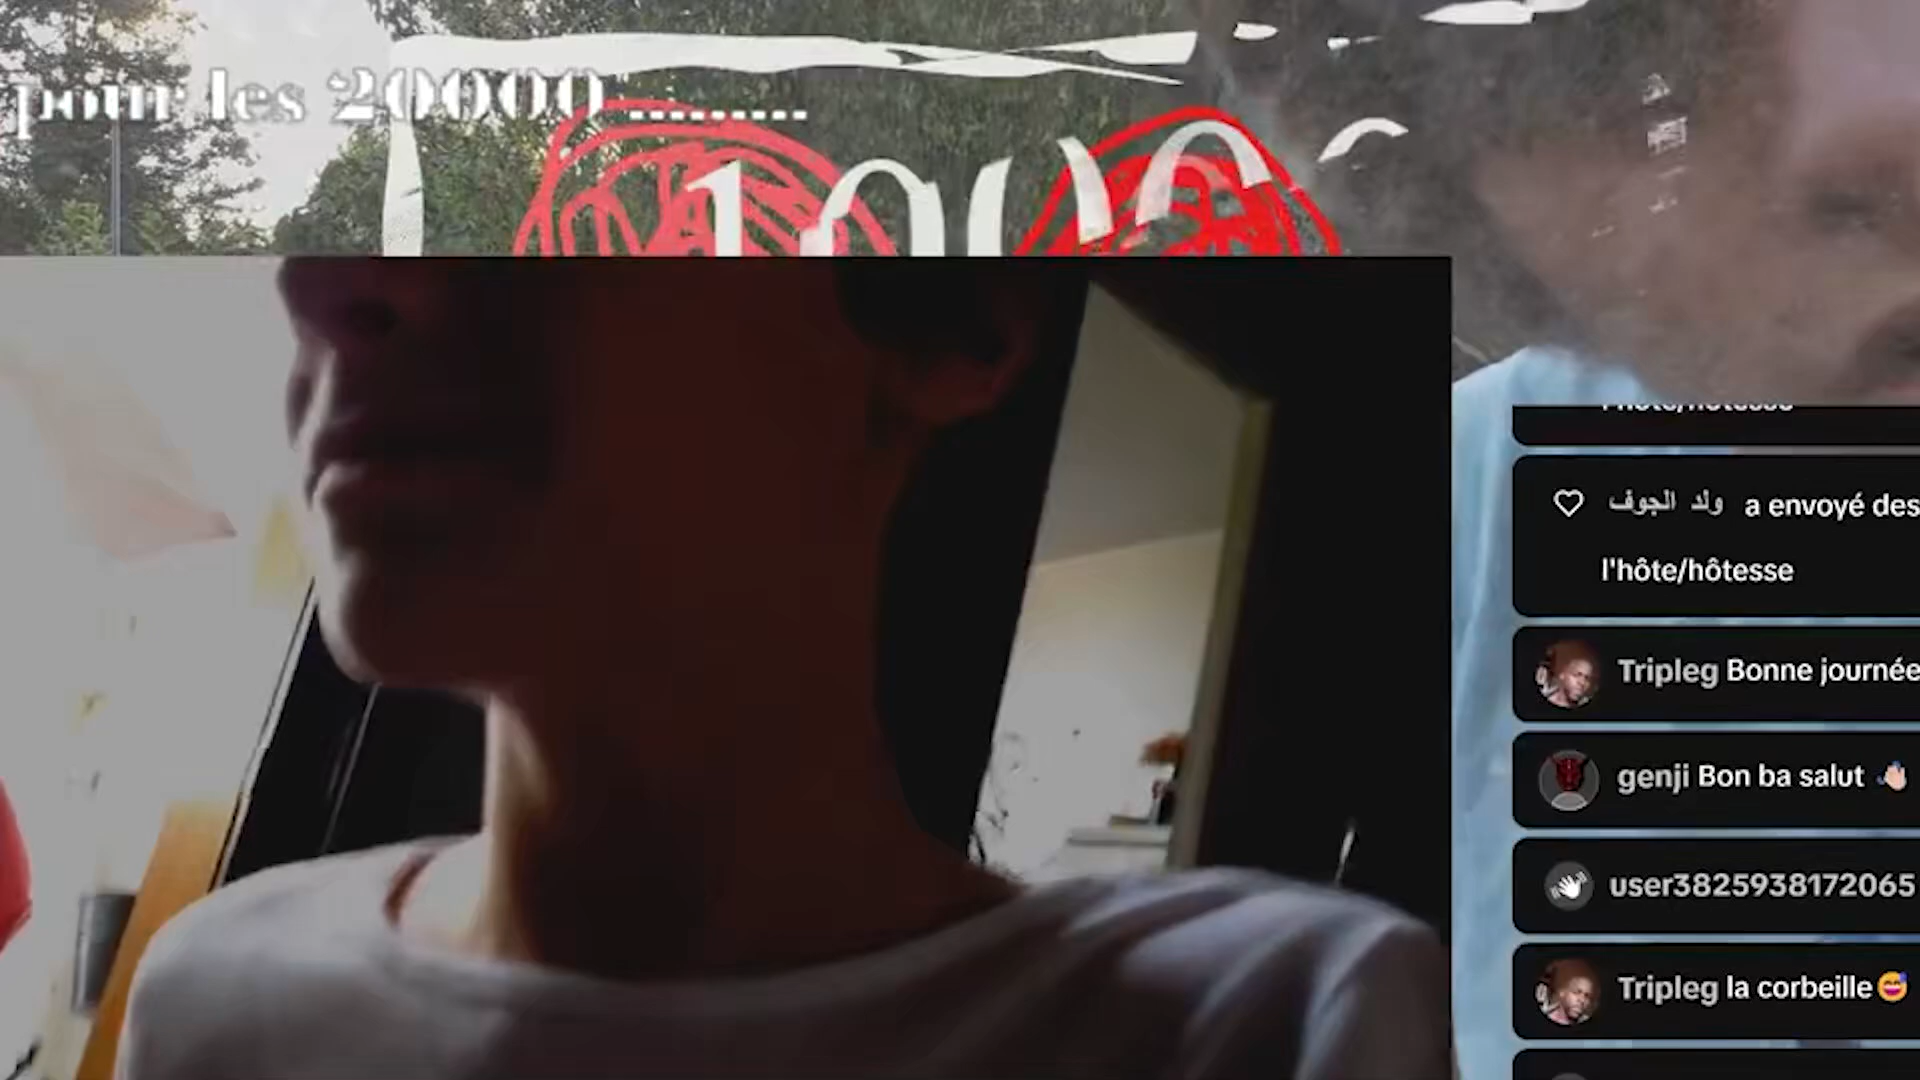 pour les 20000 .........
ولد الجوف a envoyé des
l'hôte/hôtesse
Tripleg Bonne journée
genji Bon ba salut 👋🏻
user3825938172065
Tripleg la corbeille😅